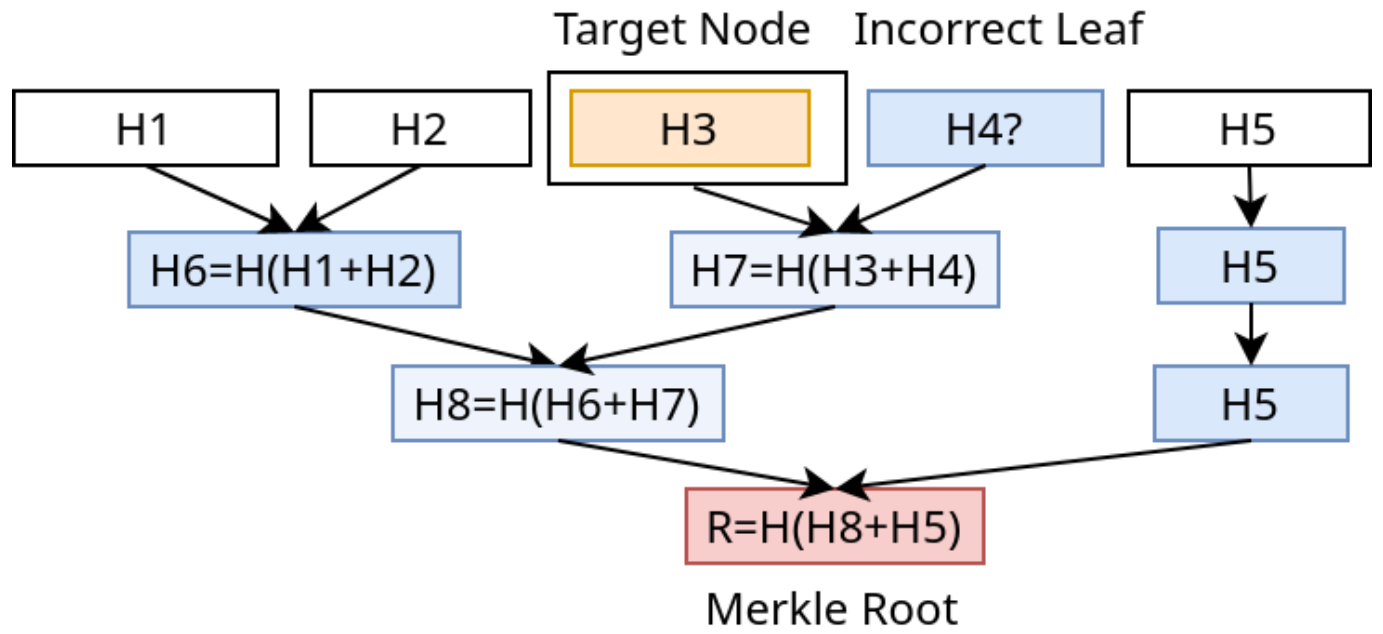 Target Node
Incorrect Leaf
H1
H2
H3
H4?
H5
H6=H(H1+H2)
H7=H(H3+H4)
H5
H8=H(H6+H7)
H5
R=H(H8+H5)
Merkle Root